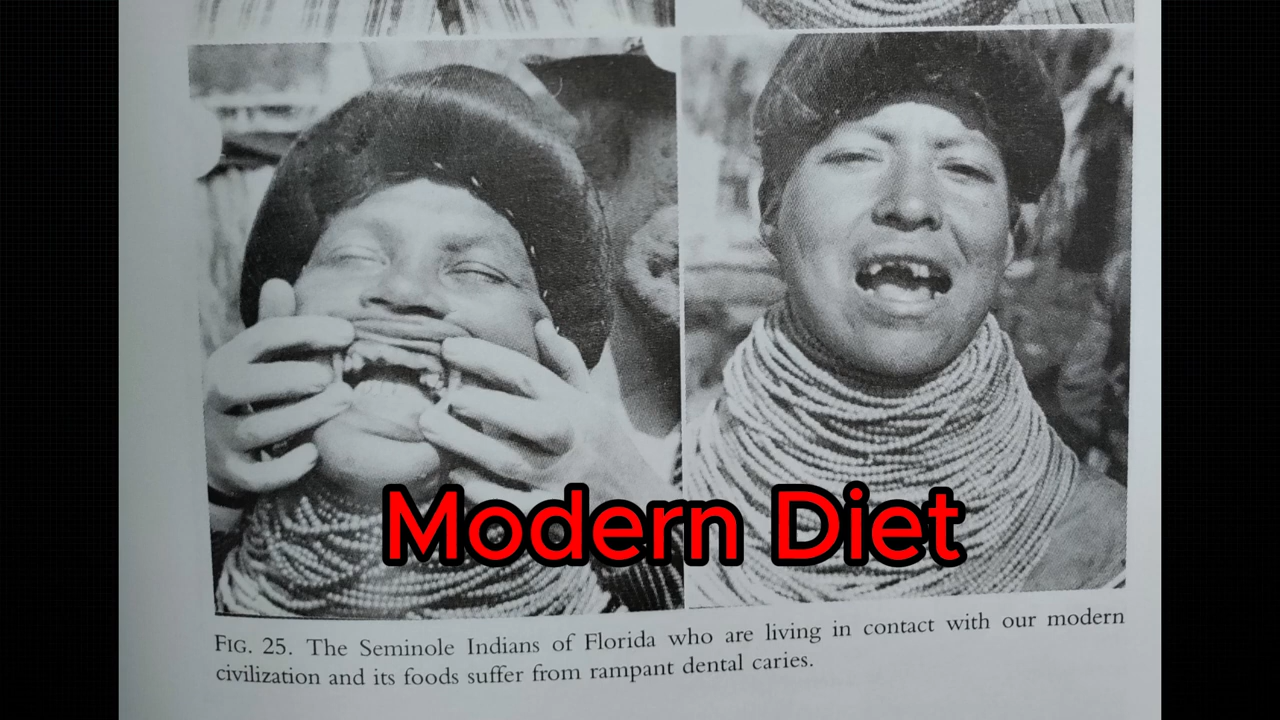 Modern Diet
FIG. 25. The Seminole Indians of Florida who are living in contact with our modern
civilization and its foods suffer from rampant dental caries.